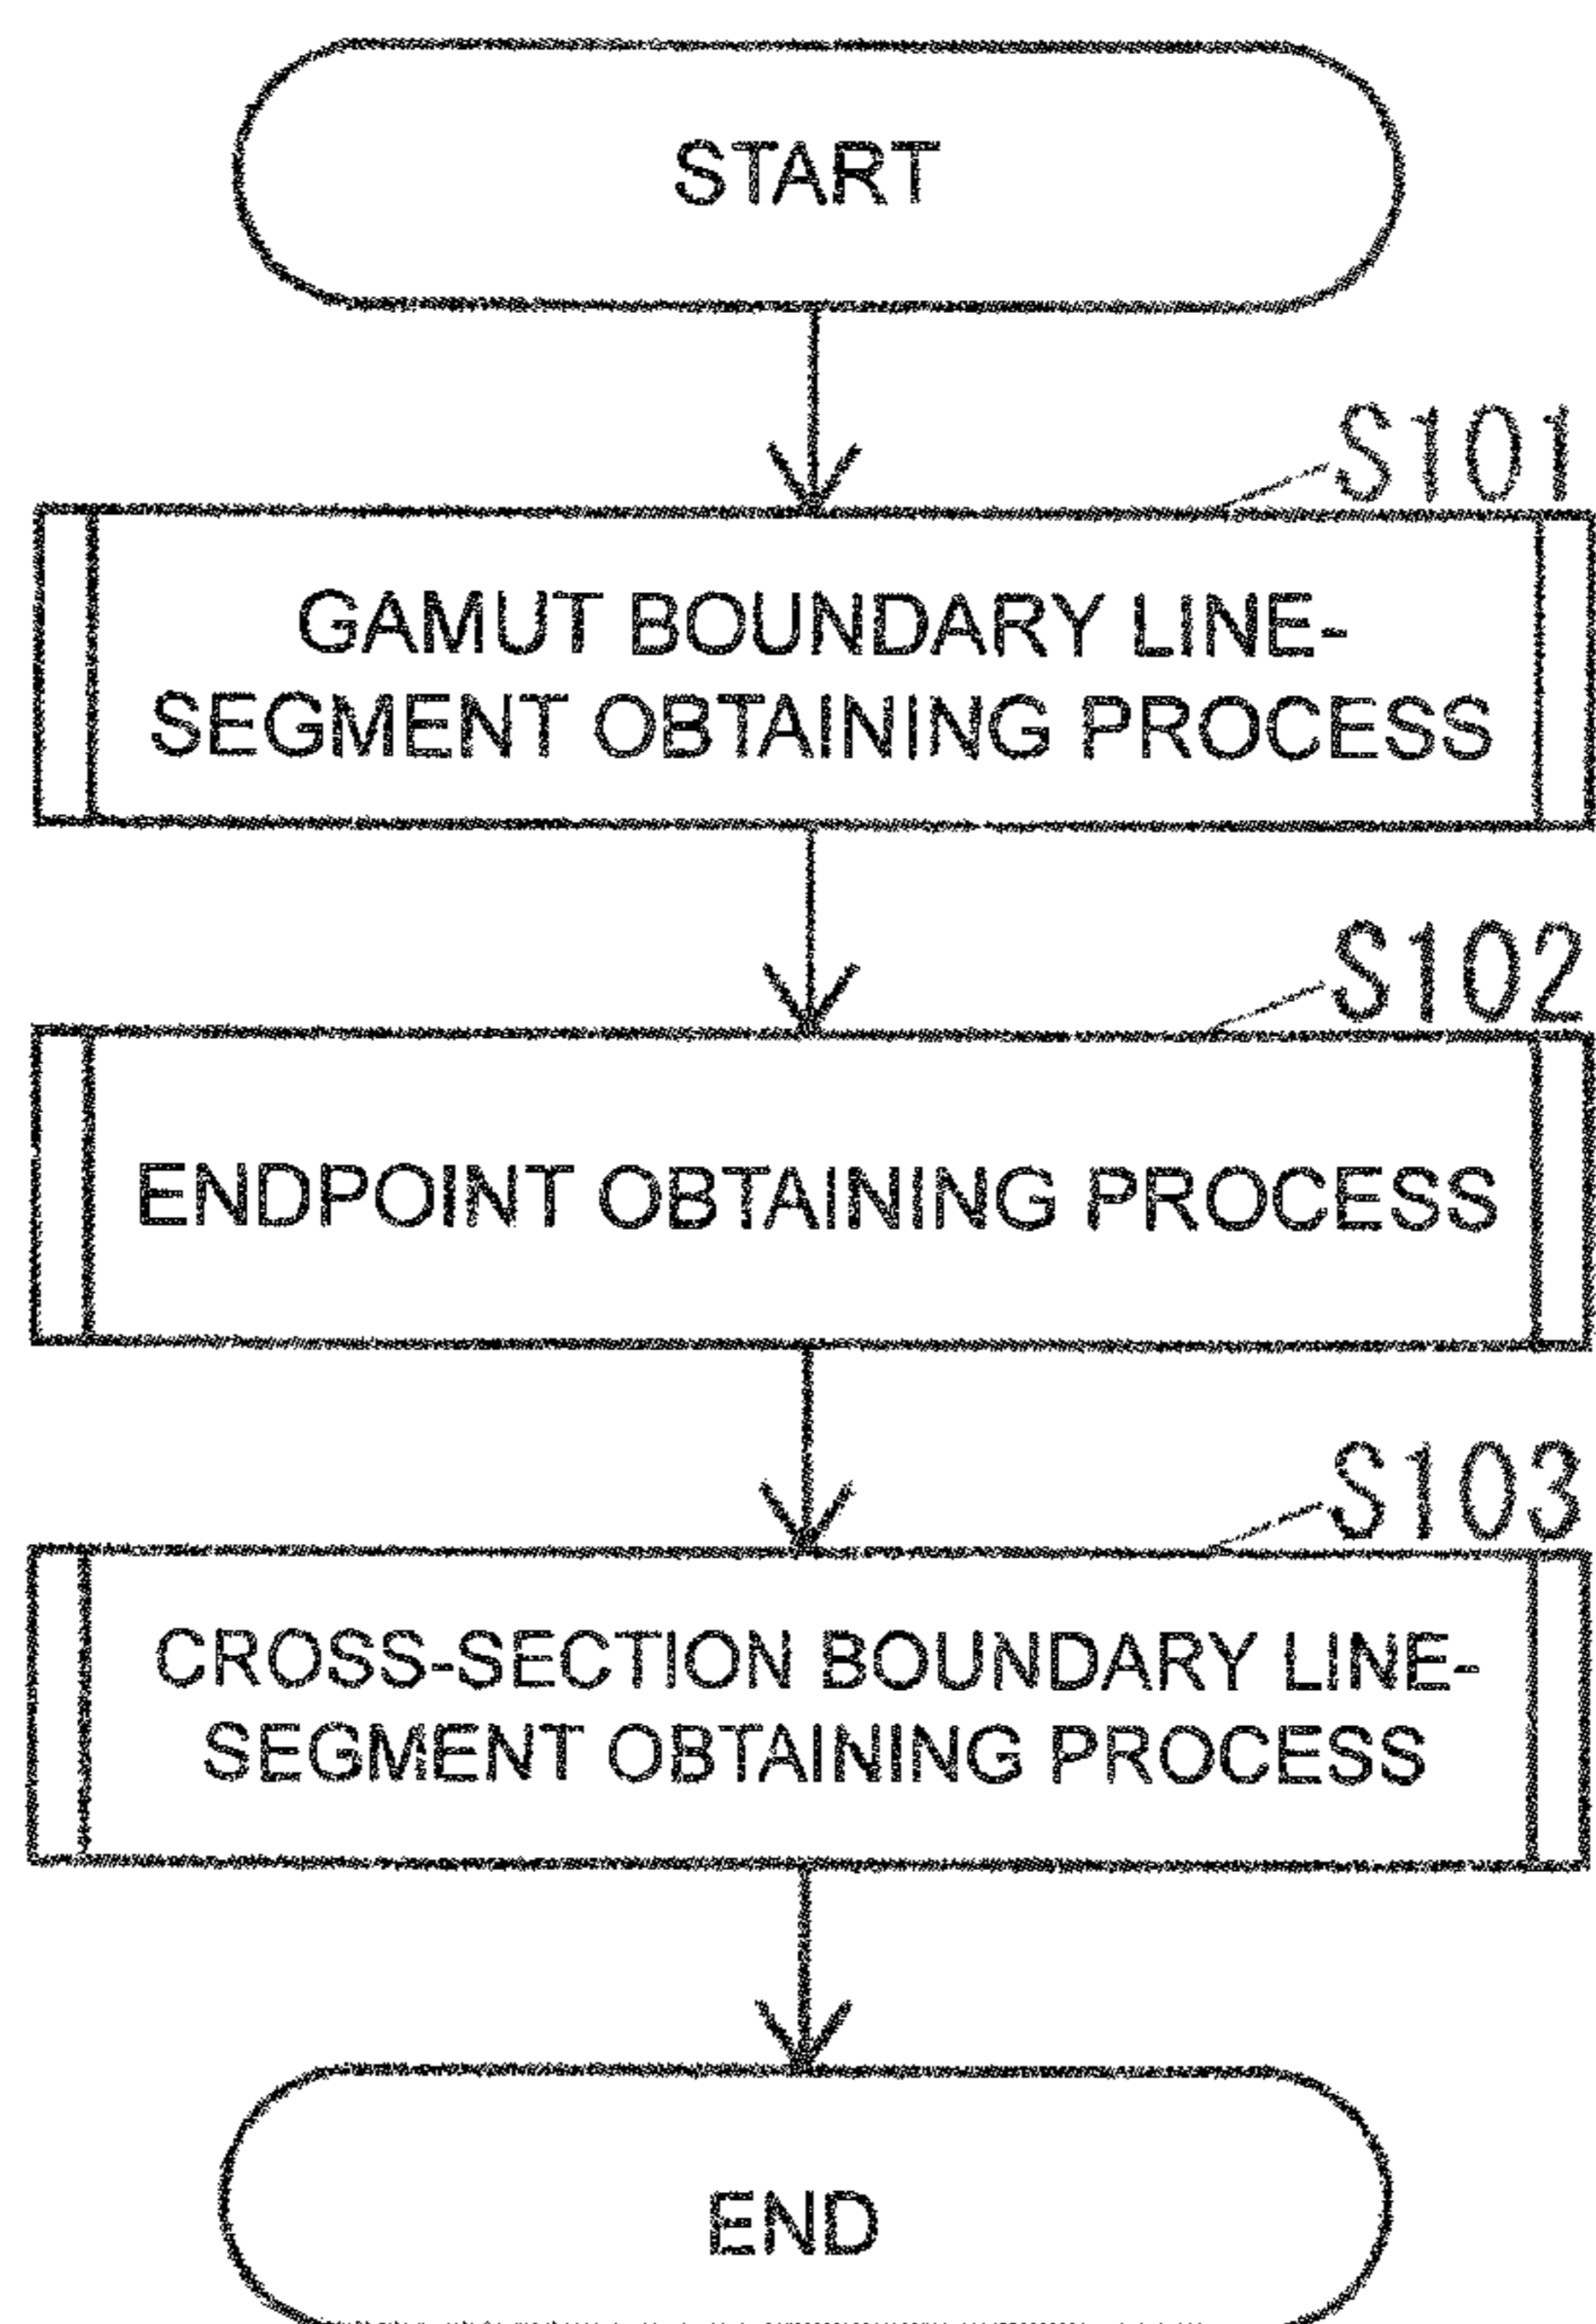 START
S101
GAMUT BOUNDARY LINE-
SEGMENT OBTAINING PROCESS
S102
ENDPOINT OBTAINING PROCESS
S103
CROSS-SECTION BOUNDARY LINE-
SEGMENT OBTAINING PROCESS
END